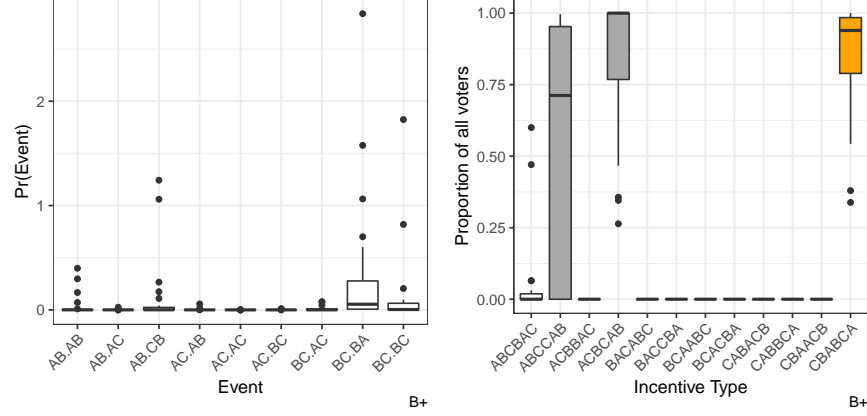 Pr(Event)
2
1
0
AB.AB
AB.AC
AB.CB
AC.AB
AC.AC
AC.BC
BC.AC
BC.BA
BC.BC
Event
B+
Proportion of all voters
1.00
0.75
0.50
0.25
0.00
ABCBAC
ABCCAB
ACBBAC
ACBCAB
BACABC
BACCBA
BCAABC
BCACBA
CABACB
CABBCA
CBAACB
CBABCA
Incentive Type